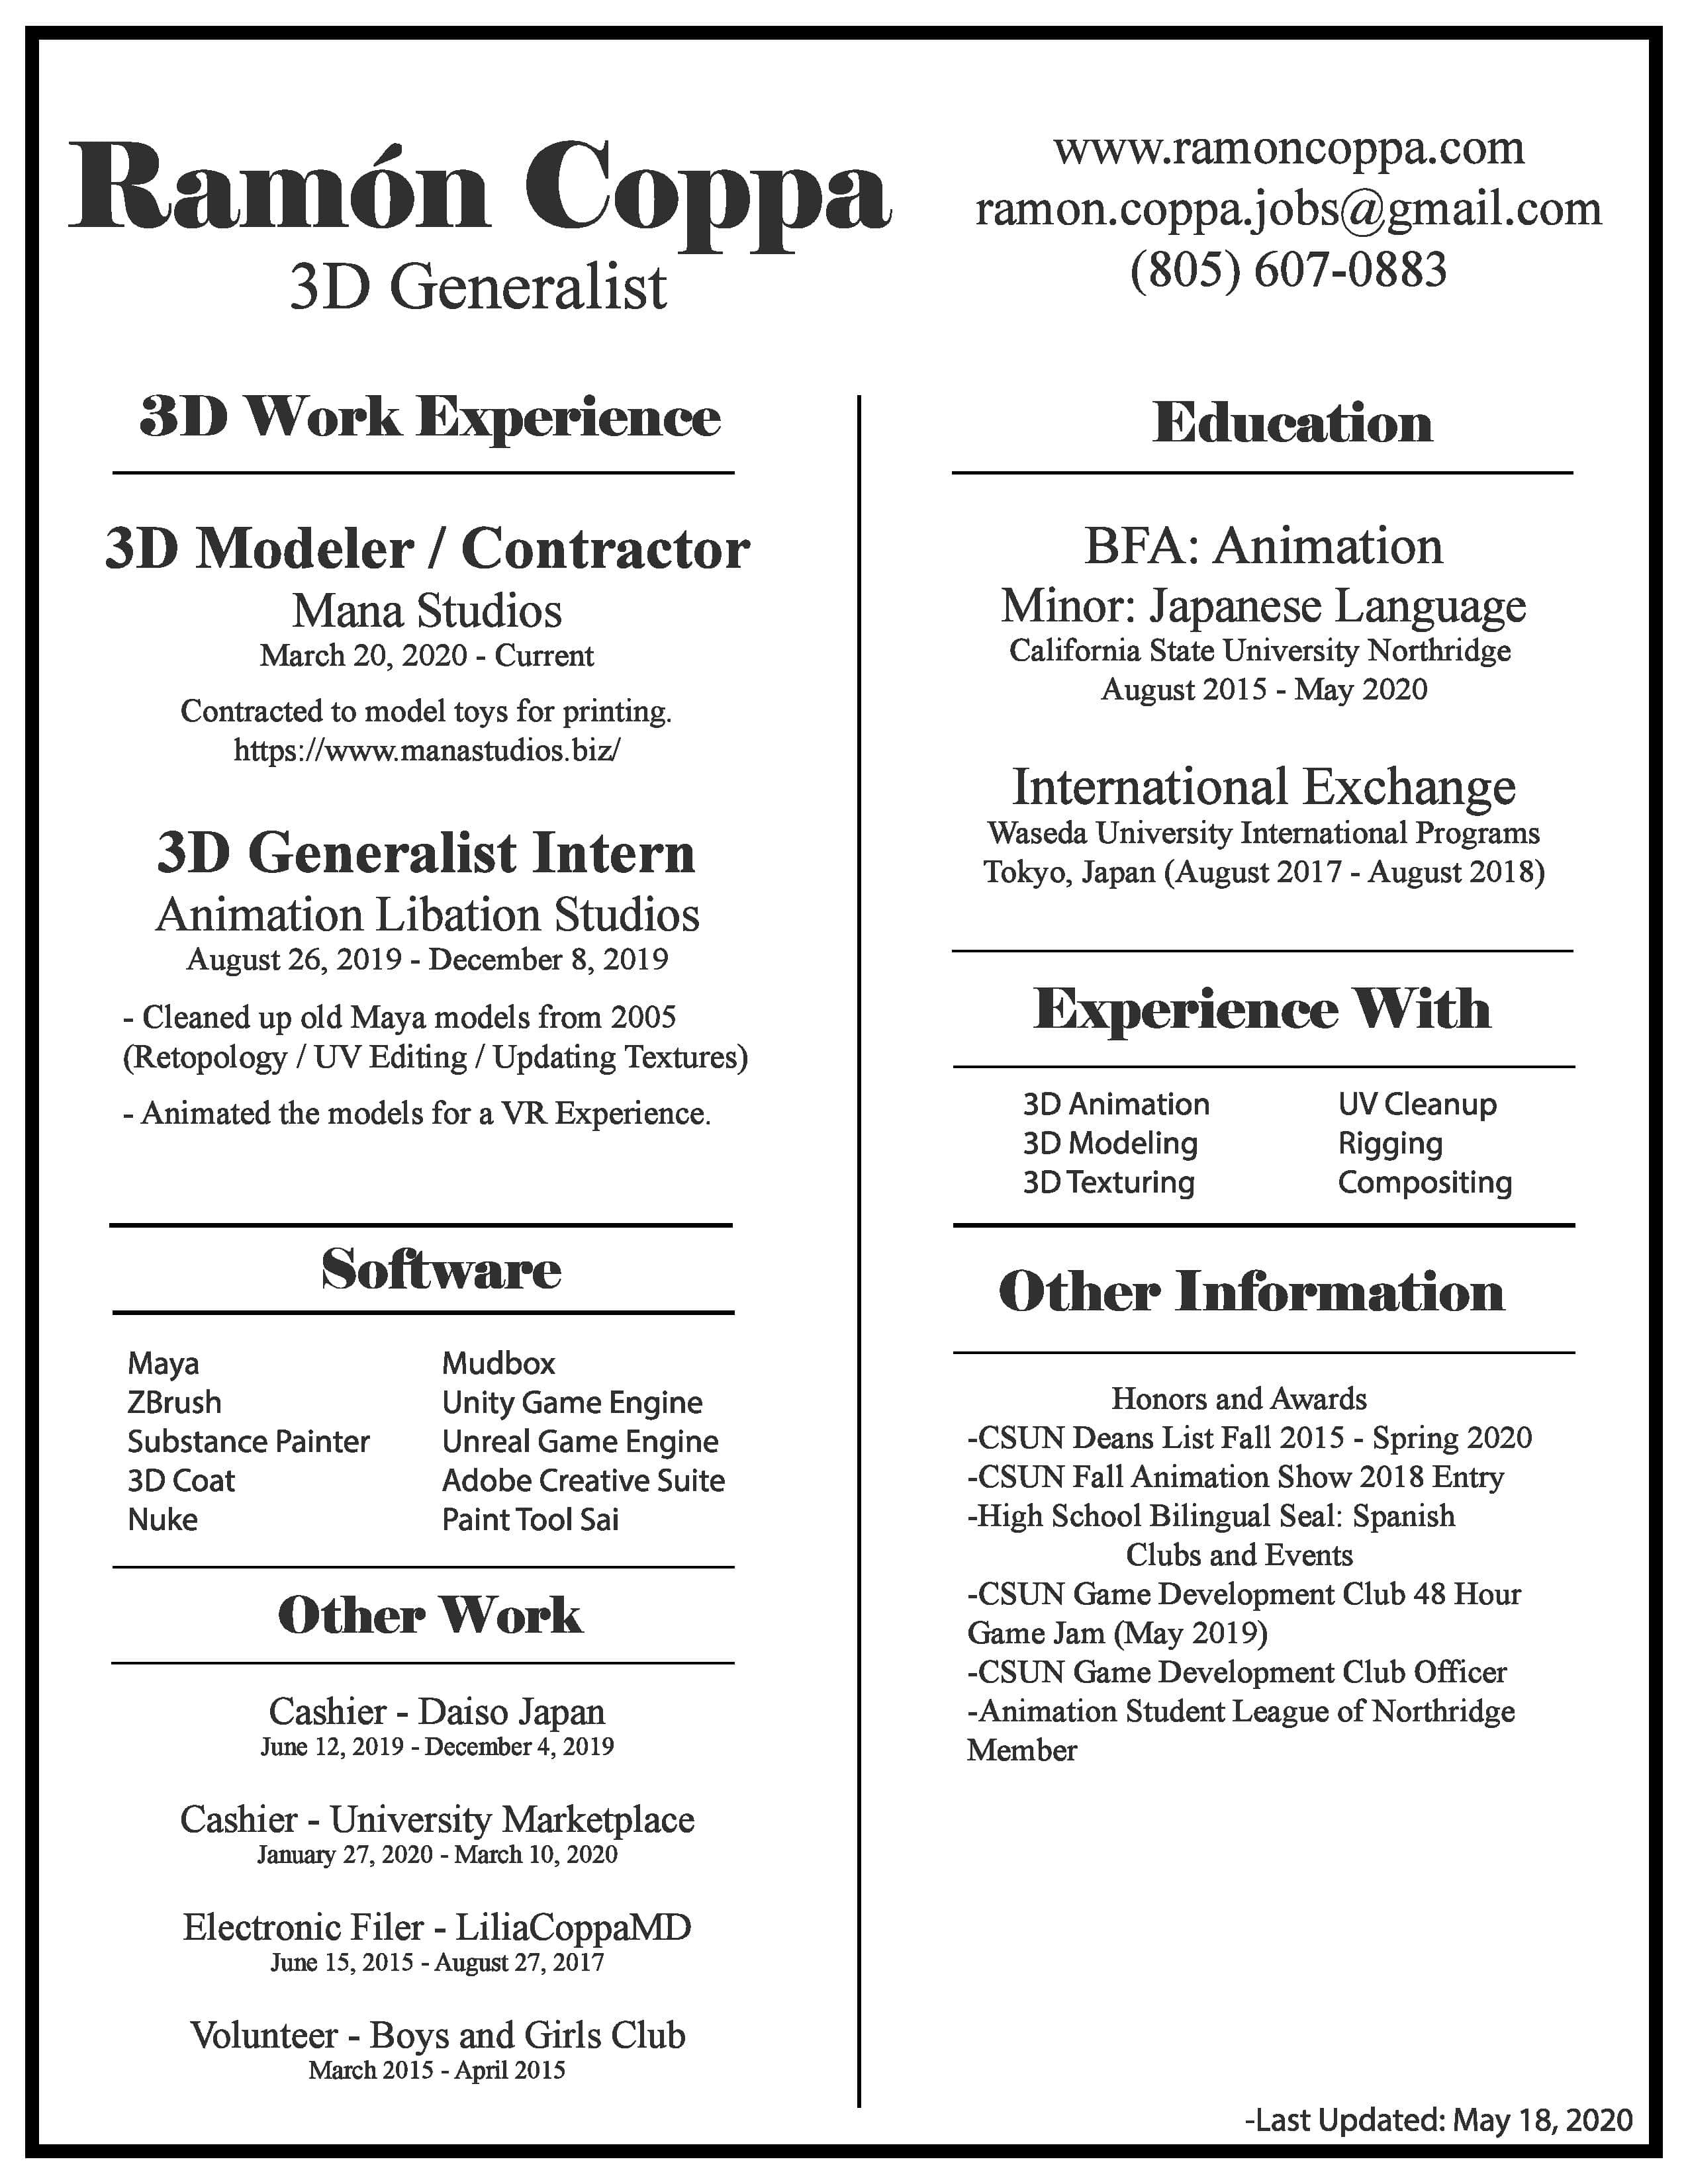 Ramón Coppa
3D Generalist
www.ramoncoppa.com
ramon.coppa.jobs@gmail.com
(805) 607-0883
3D Work Experience
3D Modeler / Contractor
Mana Studios
March 20, 2020 - Current
Contracted to model toys for printing.
https://www.manastudios.biz/
3D Generalist Intern
Animation Libation Studios
August 26, 2019 - December 8, 2019
- Cleaned up old Maya models from 2005
(Retopology / UV Editing / Updating Textures)
- Animated the models for a VR Experience.
Software
Maya
ZBrush
Substance Painter
3D Coat
Nuke
Mudbox
Unity Game Engine
Unreal Game Engine
Adobe Creative Suite
Paint Tool Sai
Other Work
Cashier - Daiso Japan
June 12, 2019 - December 4, 2019
Cashier - University Marketplace
January 27, 2020 - March 10, 2020
Electronic Filer - LiliaCoppaMD
June 15, 2015 - August 27, 2017
Volunteer - Boys and Girls Club
March 2015 - April 2015
Education
BFA: Animation
Minor: Japanese Language
California State University Northridge
August 2015 - May 2020
International Exchange
Waseda University International Programs
Tokyo, Japan (August 2017 - August 2018)
Experience With
3D Animation
3D Modeling
3D Texturing
UV Cleanup
Rigging
Compositing
Other Information
Honors and Awards
-CSUN Deans List Fall 2015 - Spring 2020
-CSUN Fall Animation Show 2018 Entry
-High School Bilingual Seal: Spanish
Clubs and Events
-CSUN Game Development Club 48 Hour
Game Jam (May 2019)
-CSUN Game Development Club Officer
-Animation Student League of Northridge
Member
-Last Updated: May 18, 2020